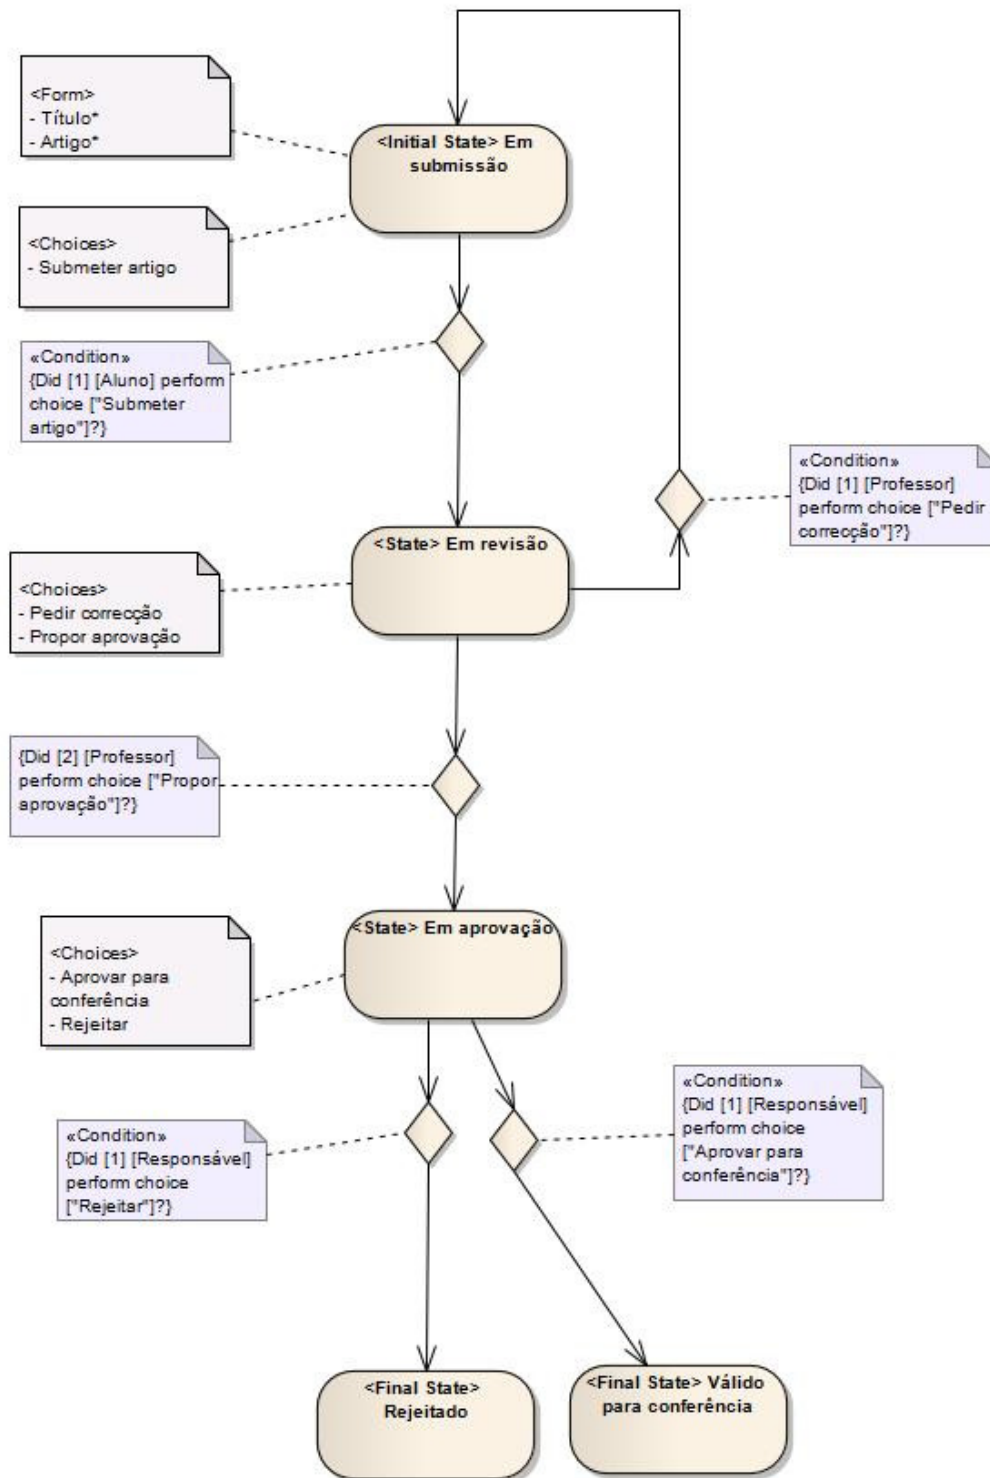 <Form>
- Título*
- Artigo*
<Initial State> Em
submissão
<Choices>
- Submeter artigo
«Condition»
{Did [1] [Aluno] perform
choice ["Submeter
artigo"]?}
«Condition»
{Did [1] [Professor]
perform choice ["Pedir
correcção"]?}
<State> Em revisão
<Choices>
- Pedir correcção
- Propor aprovação
{Did [2] [Professor]
perform choice ["Propor
aprovação"]?}
<State> Em aprovação
<Choices>
- Aprovar para
conferência
- Rejeitar
«Condition»
{Did [1] [Responsável]
perform choice
["Aprovar para
conferência"]?}
«Condition»
{Did [1] [Responsável]
perform choice
["Rejeitar"]?}
<Final State>
Rejeitado
<Final State> Válido
para conferência